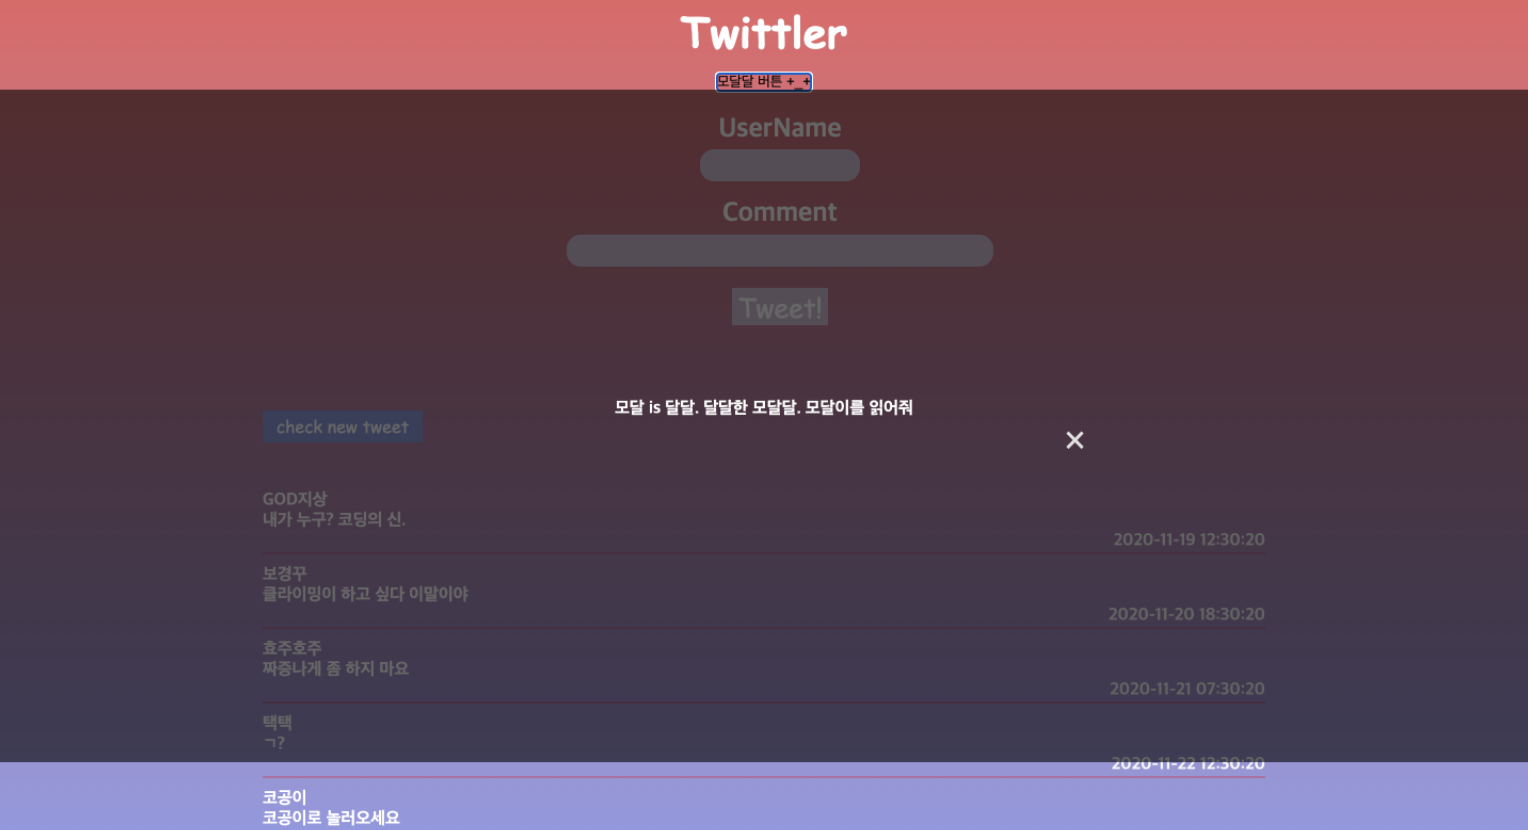 Twittler
모달달 버튼 +_+
UserName
Comment
Tweet!
모달 is 달달. 달달한 모달달. 모달이를 읽어줘
check new tweet
×
GOD지상
내가 누구? 코딩의 신.
2020-11-19 12:30:20
보경꾸
클라이밍이 하고 싶다 이말이야
2020-11-20 18:30:20
효주호주
짜증나게 좀 하지 마요
2020-11-21 07:30:20
택택
ㄱ?
2020-11-22 12:30:20
코공이
코공이로 놀러오세요